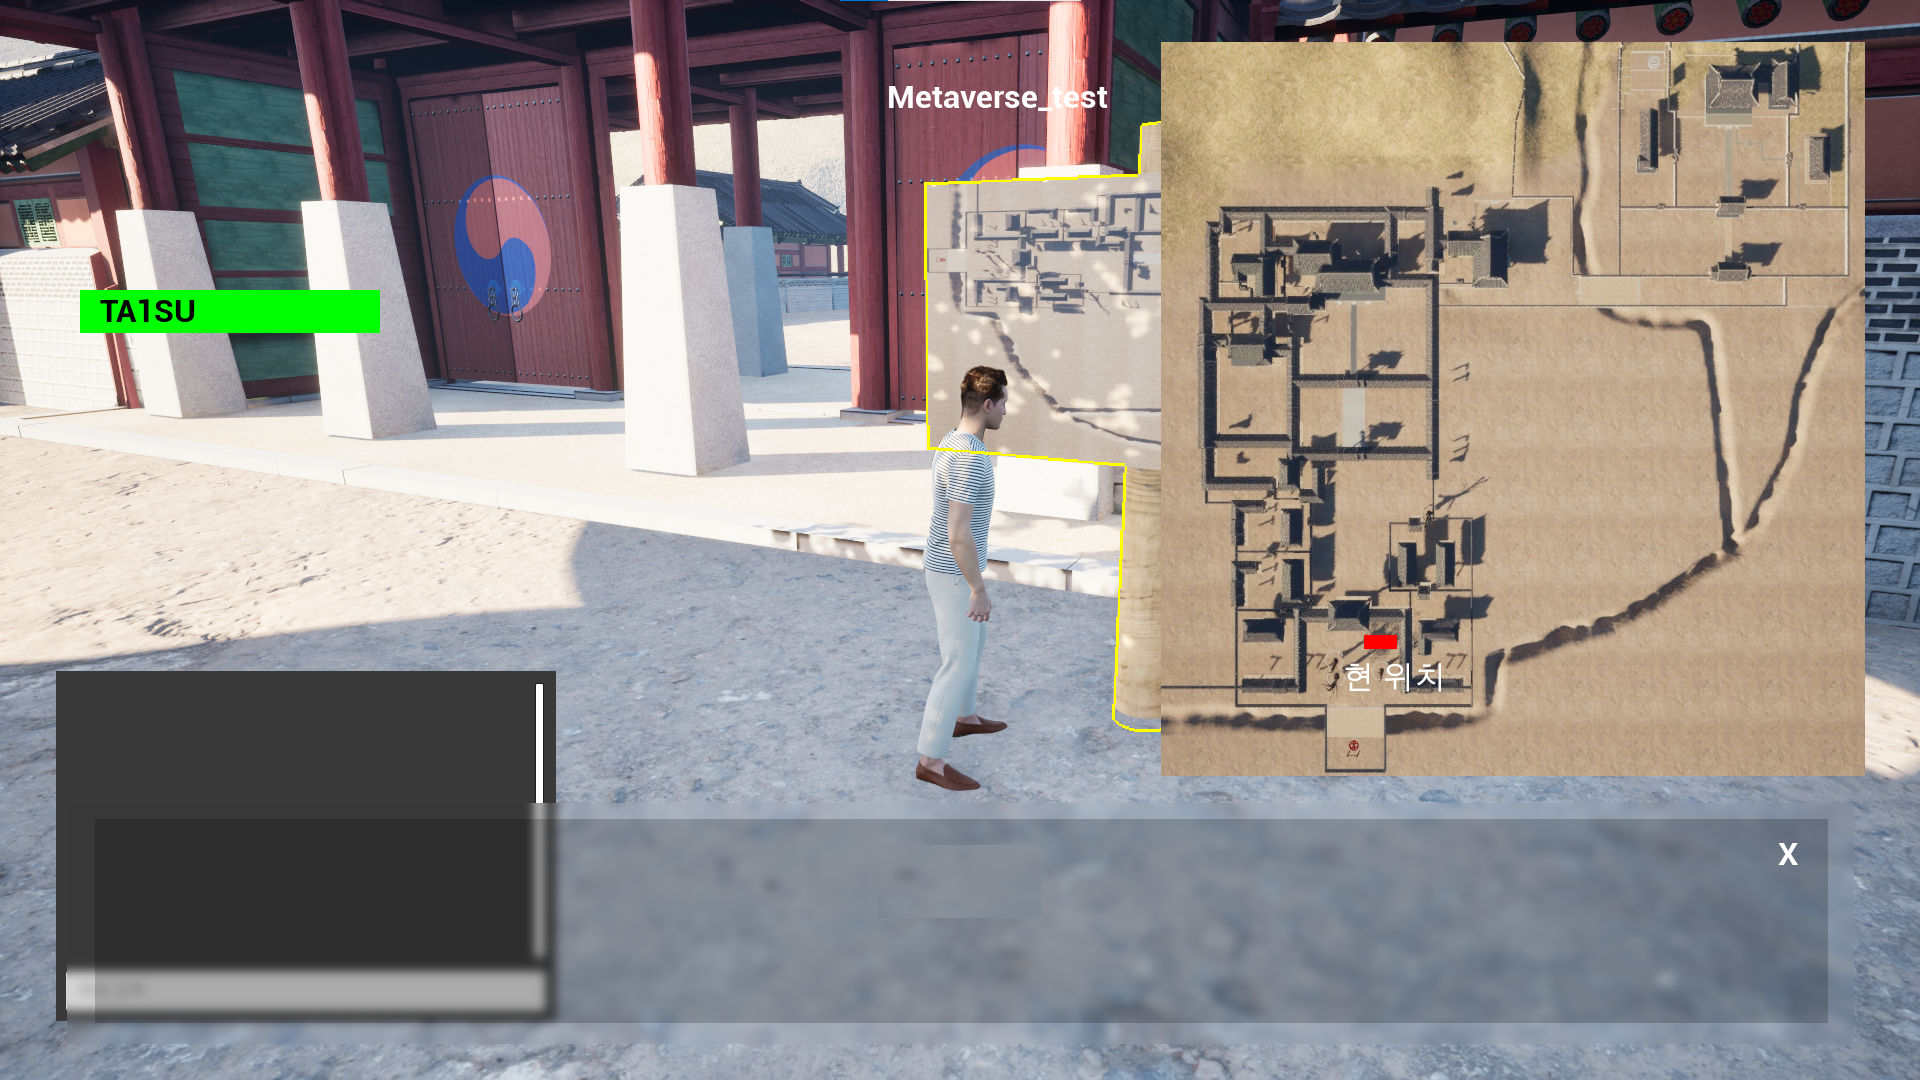 Metaverse_test
TA1SU
현 위치
X